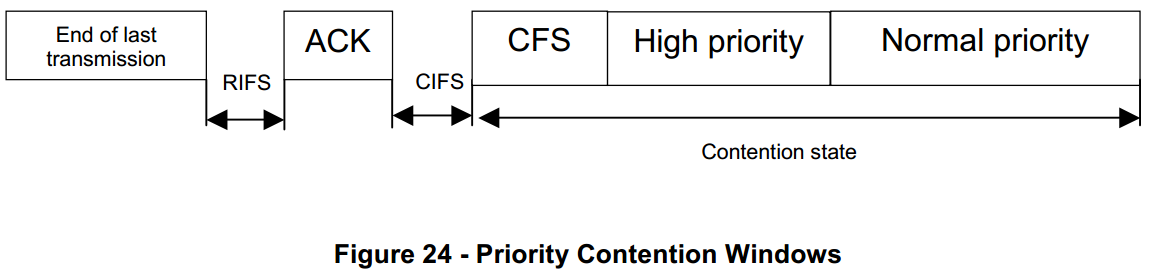 End of last
transmission
RIFS
ACK
CIFS
CFS
High priority
Normal priority
Contention state
Figure 24 - Priority Contention Windows